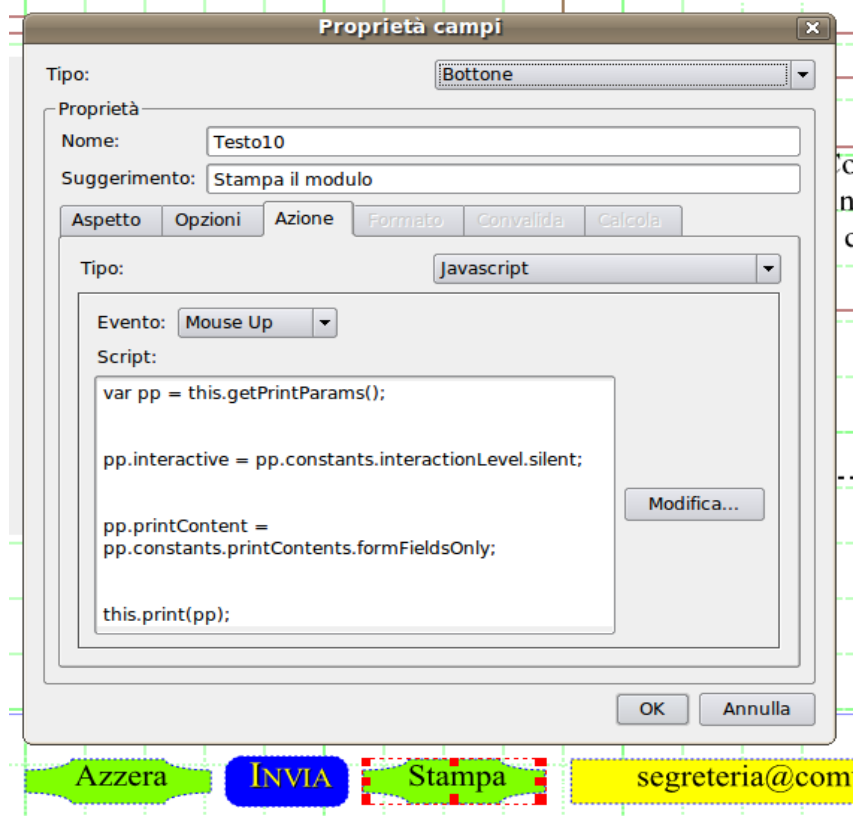 Proprietà campi
Tipo: Bottone
Proprietà
Nome: Testo10
Suggerimento: Stampa il modulo
Aspetto Opzioni Azione Formato Convalida Calcola
Tipo: Javascript
Evento: Mouse Up
Script:
var pp = this.getPrintParams();
pp.interactive = pp.constants.interactionLevel.silent;
pp.printContent =
pp.constants.printContents.formFieldsOnly;
this.print(pp);
Modifica...
OK Annulla
Azzera INVIA Stampa segreteria@com